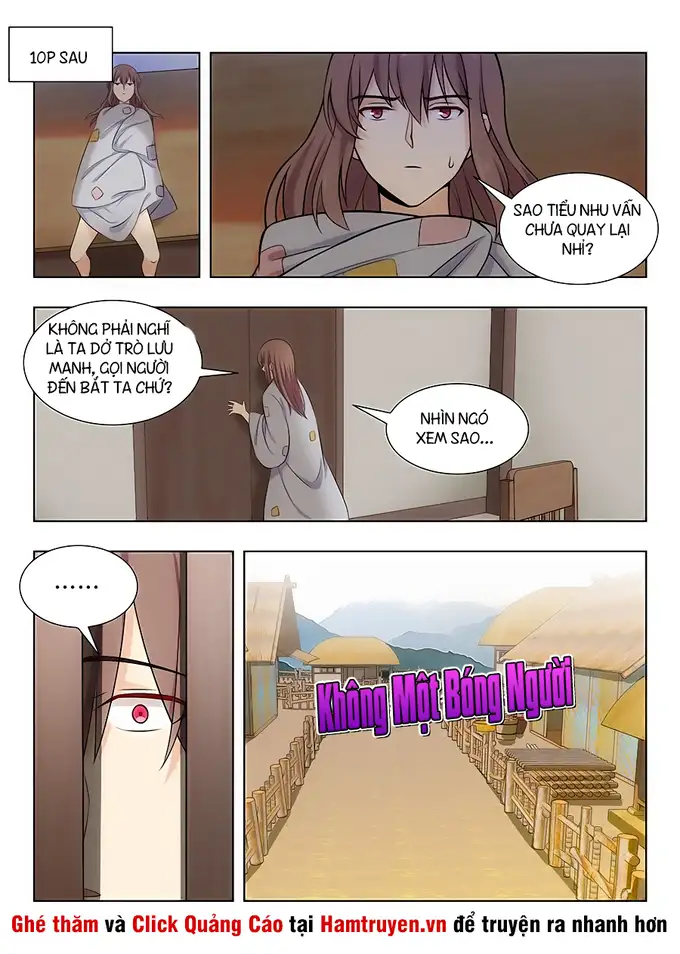 10P SAU
SAO TIỂU NHU VẪN
CHƯA QUAY LẠI
NHỈ?
KHÔNG PHẢI NGHĨ
LÀ TA DỞ TRÒ LƯU
MANH, GỌI NGƯỜI
ĐẾN BẮT TA CHỨ?
NHÌN NGÓ
XEM SAO...
......
Không Một Bóng Người
Ghé thăm và Click Quảng Cáo tại Hamtruyen.vn để truyện ra nhanh hơn